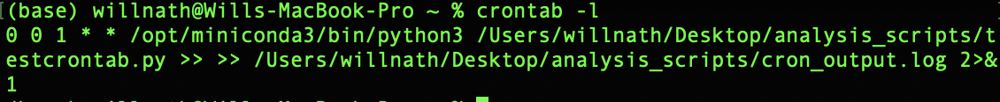 (base) willnath@Wills-MacBook-Pro ~ % crontab -l
0 0 1 * * /opt/miniconda3/bin/python3 /Users/willnath/Desktop/analysis_scripts/t
estcrontab.py >> >> /Users/willnath/Desktop/analysis_scripts/cron_output.log 2>&
1